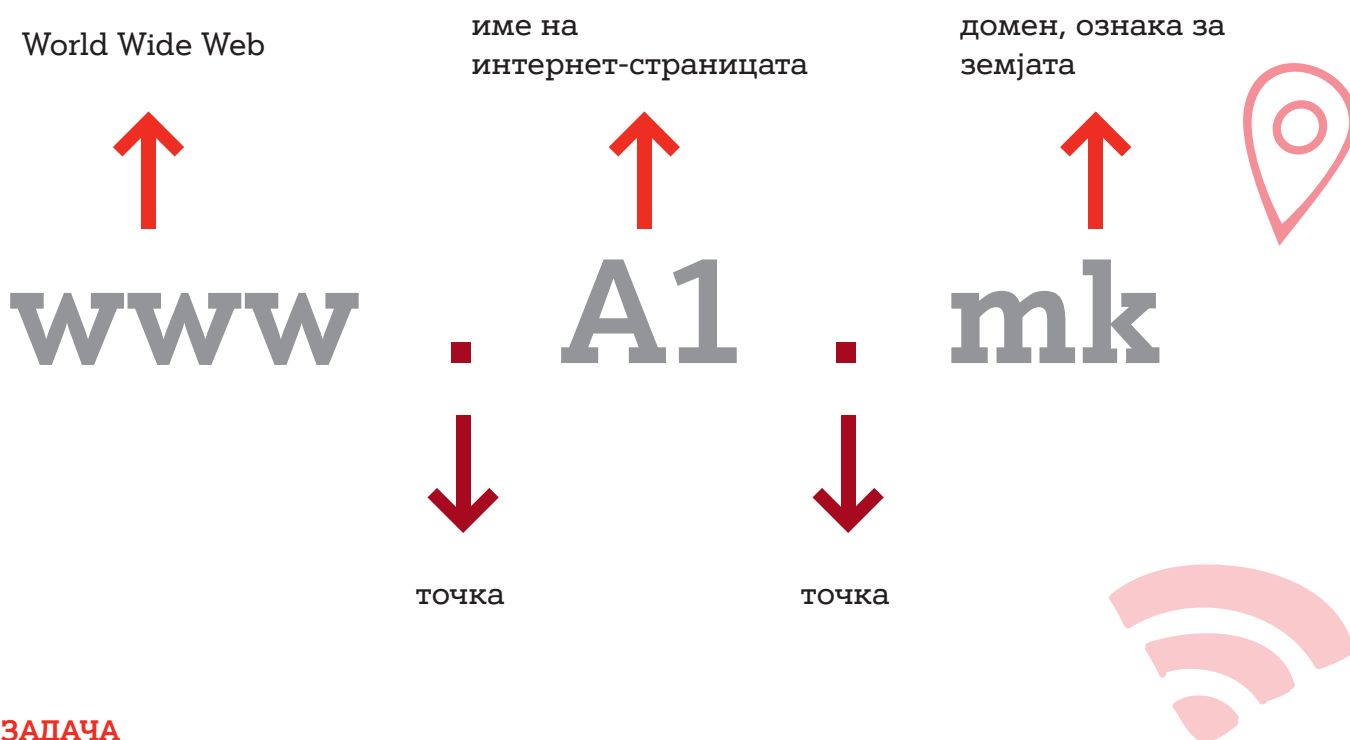 World Wide Web
име на
интернет-страницата
домен, ознака за
земјата
www . A1 . mk
точка
точка
ЗАДАЧА